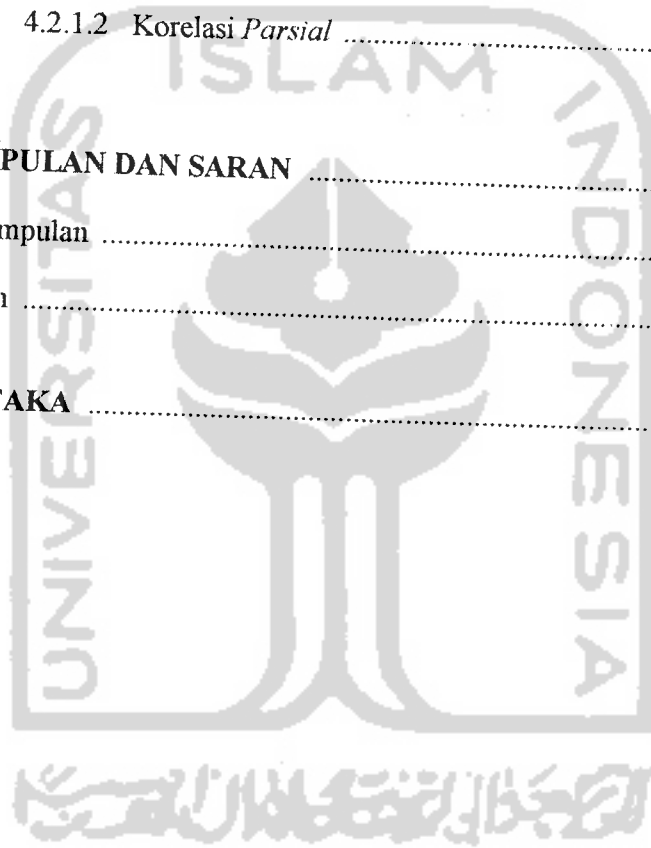 4.2.1.2 Korelasi Parsial ........................................
PULAN DAN SARAN ........................................
mpulan ........................................
n ........................................
TAKA ........................................
UNIVERSITAS
ISLAM
INDONESIA